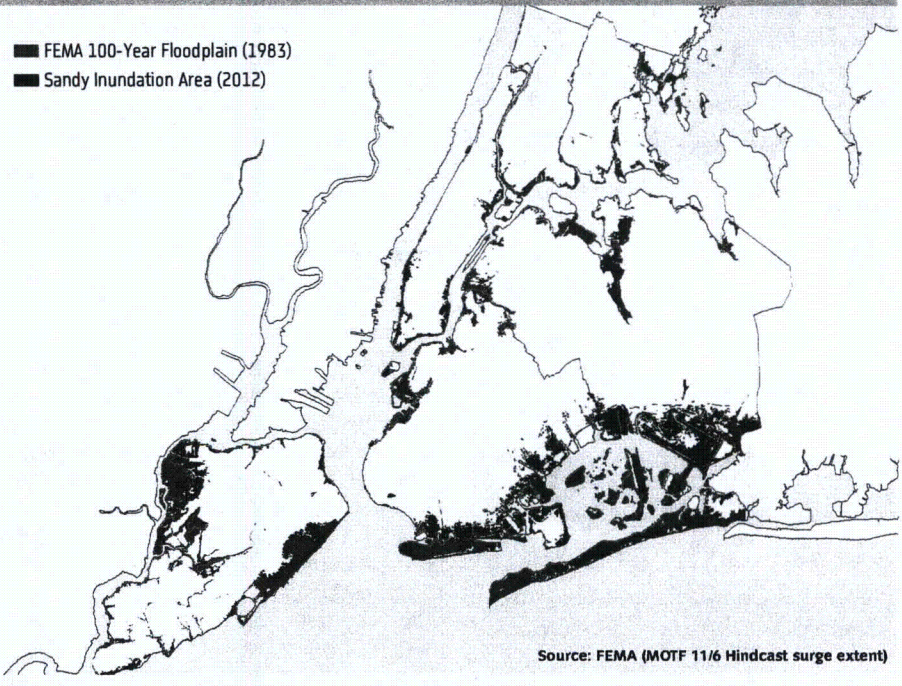 FEMA 100-Year Floodplain (1983)
Sandy Inundation Area (2012)
Source: FEMA (MOTF 11/6 Hindcast surge extent)